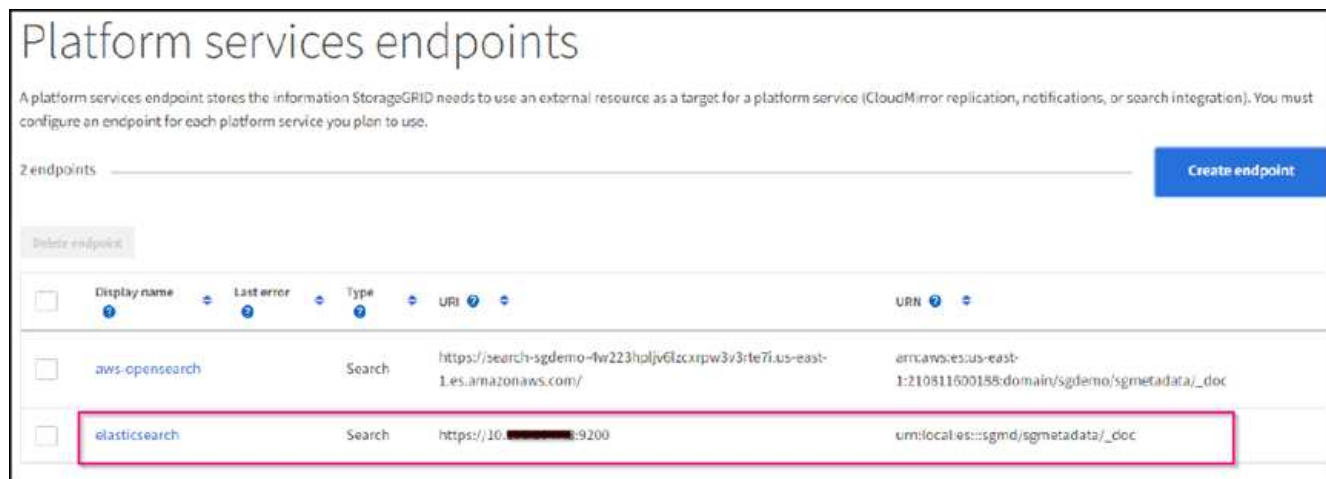 Platform services endpoints
A platform services endpoint stores the information StorageGRID needs to use an external resource as a target for a platform service (CloudMirror replication, notifications, or search integration). You must
configure an endpoint for each platform service you plan to use.
2 endpoints
Create endpoint
Delete endpoint
Display name Last error Type URI URN
https://search-sgdemo-4w223hpljv6lzcxrpw3v3rte7i.us-east- arn:aws:es:us-east-
aws-opensearch Search
1.es.amazonaws.com/ 1:210811600188:domain/sgdemo/sgmetadata/_doc
elasticsearch Search https://10. :9200 urn:local:es:::sgmd/sgmetadata/_doc